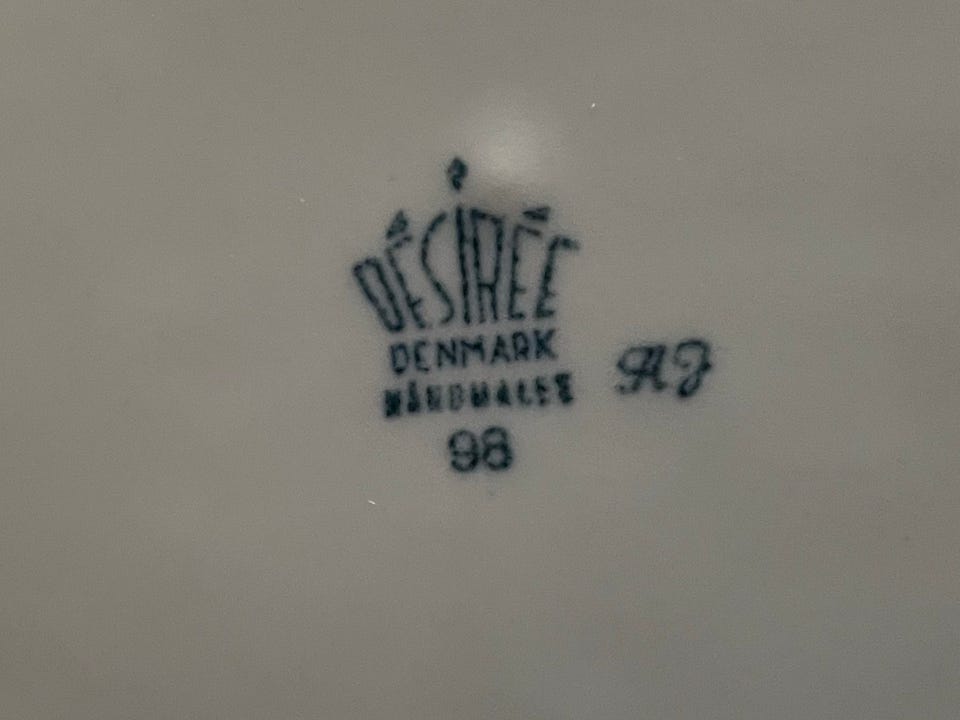 DÉSIRÉE
DENMARK
HÅNDMALET
98
AJ